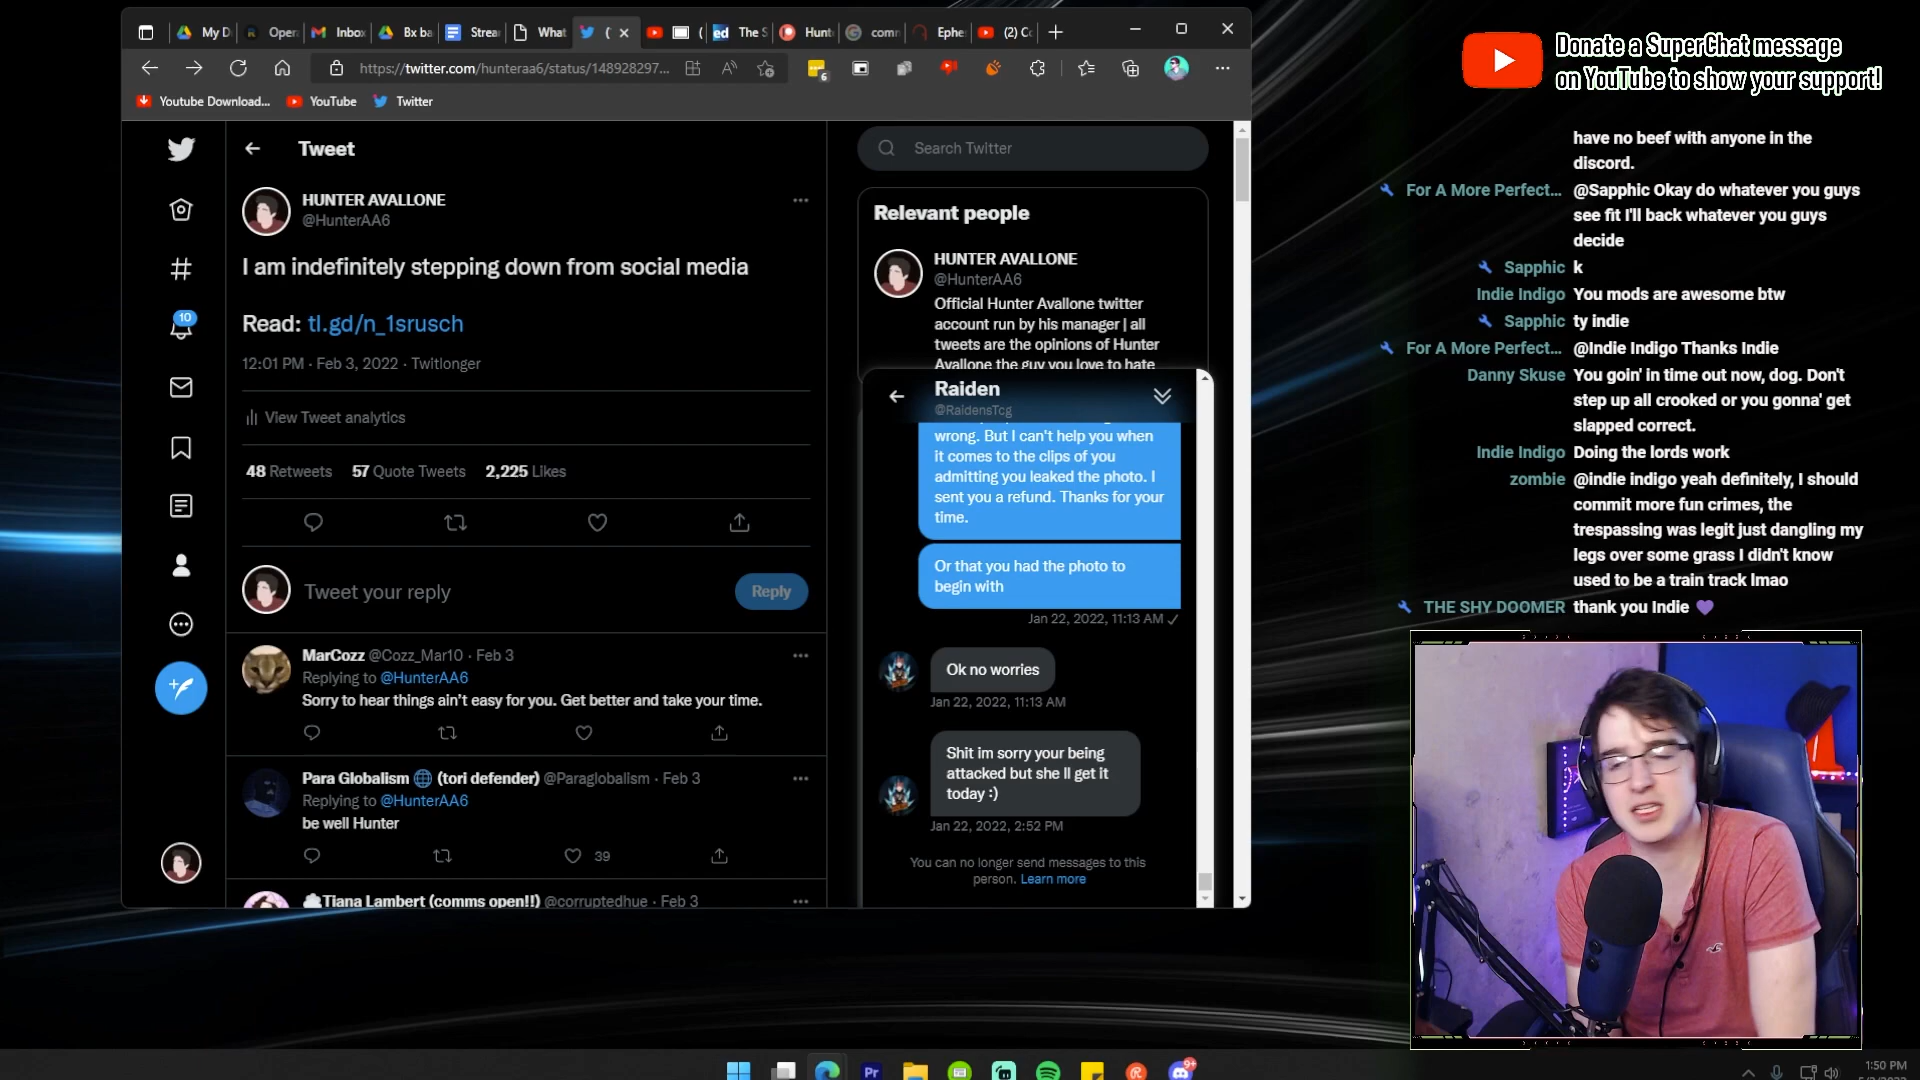 My D
Oper
Inbox
Bx ba
Strea
What
(
(
The S
Hunt
comr
Ephe
(2) Co
https://twitter.com/hunteraa6/status/148928297...
6
Youtube Download...
YouTube
Twitter
Tweet
HUNTER AVALLONE
@HunterAA6
I am indefinitely stepping down from social media
Read: tl.gd/n_1srusch
12:01 PM · Feb 3, 2022 · Twitlonger
View Tweet analytics
48 Retweets 57 Quote Tweets 2,225 Likes
10
Tweet your reply
Reply
MarCozz @Cozz_Mar10 · Feb 3
Replying to @HunterAA6
Sorry to hear things ain't easy for you. Get better and take your time.
Para Globalism (tori defender) @Paraglobalism · Feb 3
Replying to @HunterAA6
be well Hunter
39
Tiana Lambert (comms open!!) @corruptedhue · Feb 3
Search Twitter
Relevant people
HUNTER AVALLONE
@HunterAA6
Official Hunter Avallone twitter
account run by his manager | all
tweets are the opinions of Hunter
Avallone the guy you love to hate
Raiden
@RaidensTcg
wrong. But I can't help you when
it comes to the clips of you
admitting you leaked the photo. I
sent you a refund. Thanks for your
time.
Or that you had the photo to
begin with
Jan 22, 2022, 11:13 AM
Ok no worries
Jan 22, 2022, 11:13 AM
Shit im sorry your being
attacked but she ll get it
today :)
Jan 22, 2022, 2:52 PM
You can no longer send messages to this
person. Learn more
Donate a SuperChat message
on YouTube to show your support!
have no beef with anyone in the
discord.
For A More Perfect... @Sapphic Okay do whatever you guys
see fit I'll back whatever you guys
decide
Sapphic k
Indie Indigo You mods are awesome btw
Sapphic ty indie
For A More Perfect... @Indie Indigo Thanks Indie
Danny Skuse You goin' in time out now, dog. Don't
step up all crooked or you gonna' get
slapped correct.
Indie Indigo Doing the lords work
zombie @indie indigo yeah definitely, I should
commit more fun crimes, the
trespassing was legit just dangling my
legs over some grass I didn't know
used to be a train track lmao
THE SHY DOOMER thank you Indie
Pr
9+
1:50 PM